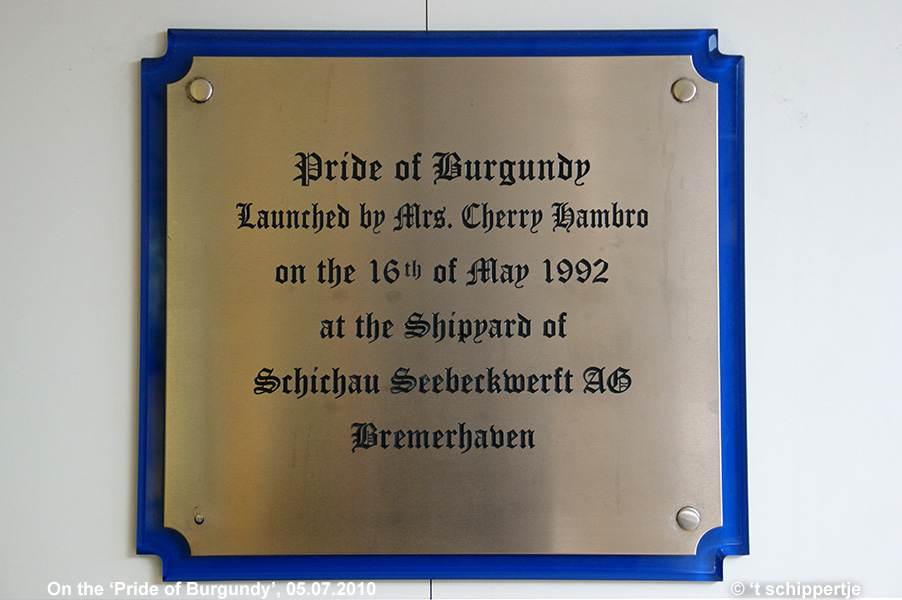 Pride of Burgundy
Launched by Mrs. Cherry Hambro
on the 16th of May 1992
at the Shipyard of
Schichau Seebeckwerft AG
Bremerhaven
On the ‘Pride of Burgundy’, 05.07.2010
© ‘t schippertje